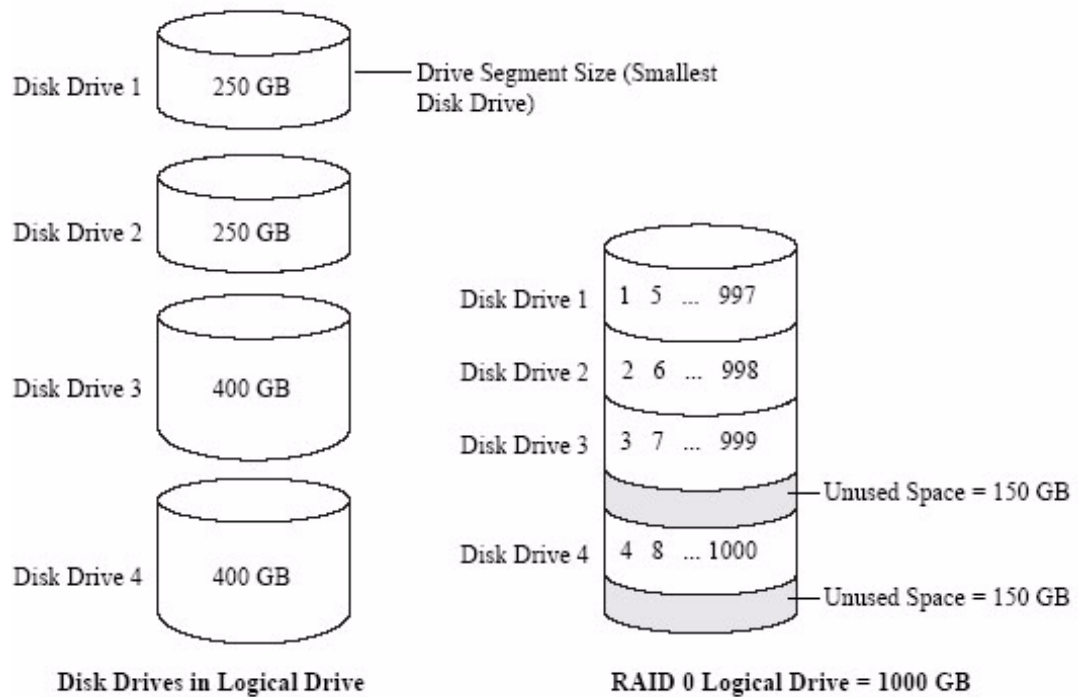 Disk Drive 1
250 GB
Drive Segment Size (Smallest
Disk Drive)
Disk Drive 2
250 GB
Disk Drive 3
400 GB
Disk Drive 4
400 GB
Disk Drives in Logical Drive
Disk Drive 1
1 5 ... 997
Disk Drive 2
2 6 ... 998
Disk Drive 3
3 7 ... 999
Unused Space = 150 GB
Disk Drive 4
4 8 ... 1000
Unused Space = 150 GB
RAID 0 Logical Drive = 1000 GB